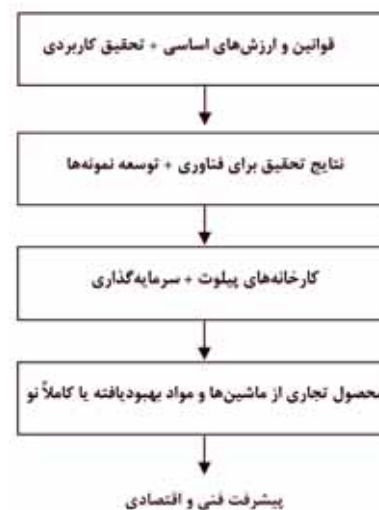 قوانین و ارزش‌های اساسی + تحقیق کاربردی
نتایج تحقیق برای فناوری + توسعه نمونه‌ها
کارخانه‌های پیلوت + سرمایه‌گذاری
محصول تجاری از ماشین‌ها و مواد بهبودیافته یا کاملاً نو
پیشرفت فنی و اقتصادی